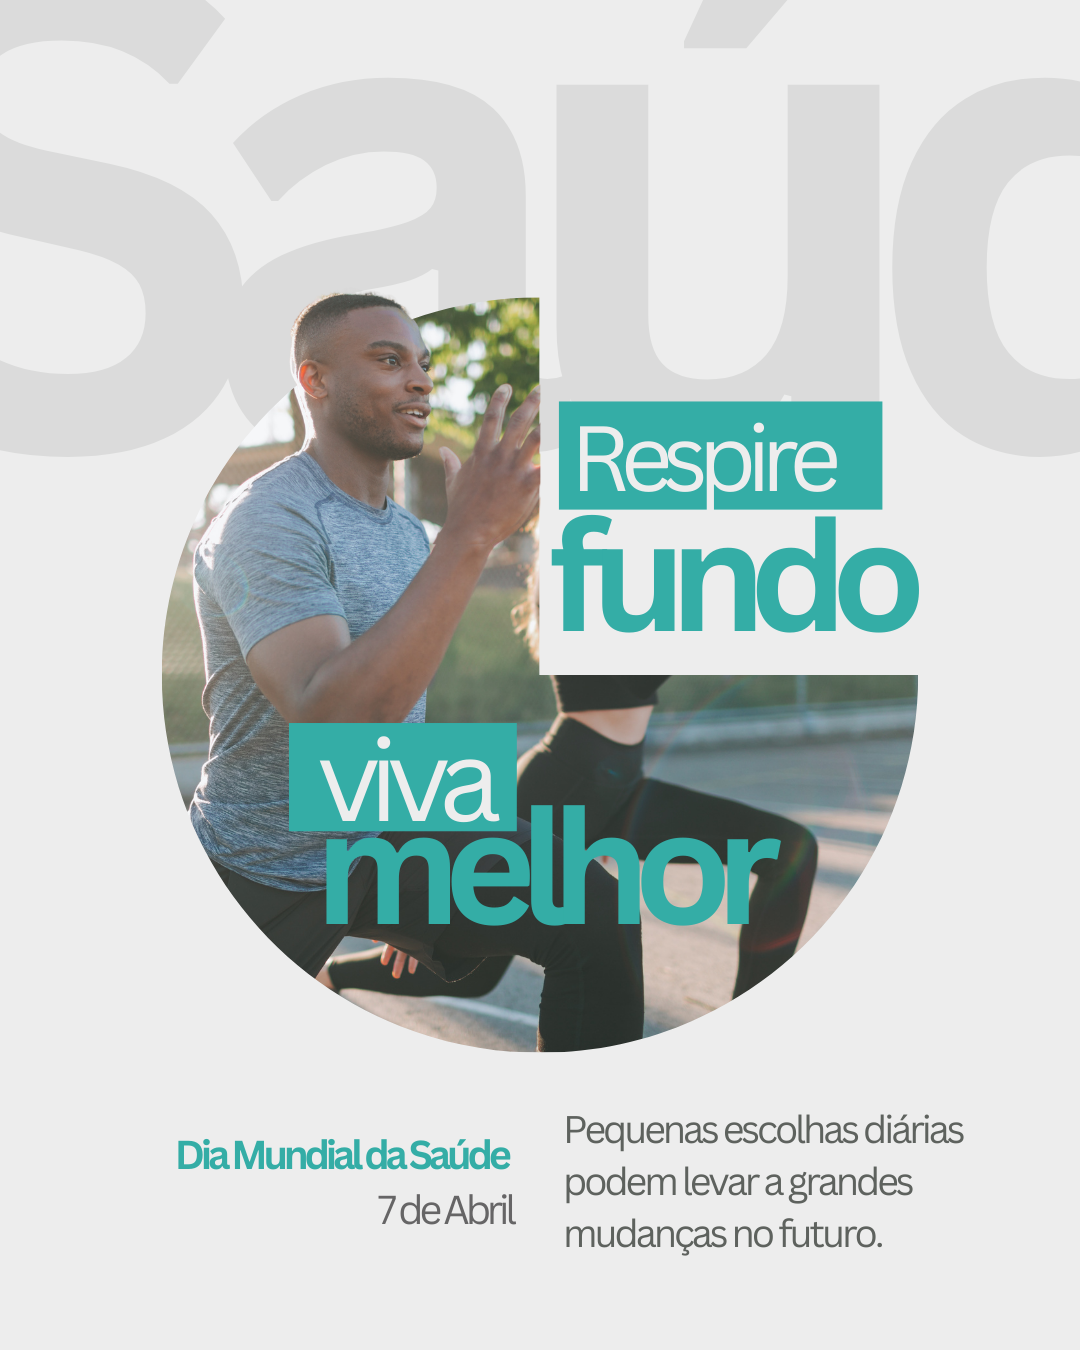 Saúd
Respire
fundo
viva
melhor
Dia Mundial da Saúde
7 de Abril
Pequenas escolhas diárias
podem levar a grandes
mudanças no futuro.